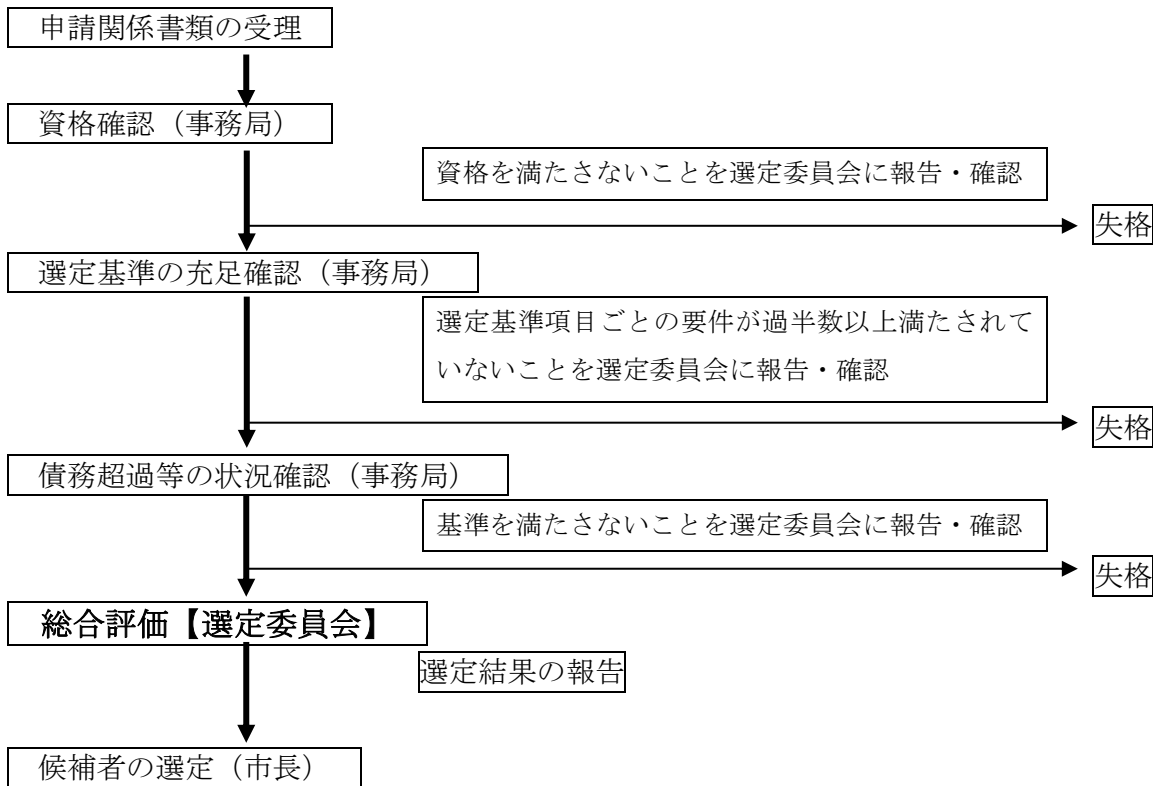 申請関係書類の受理
資格確認（事務局）
資格を満たさないことを選定委員会に報告・確認
失格
選定基準の充足確認（事務局）
選定基準項目ごとの要件が過半数以上満たされて
いないことを選定委員会に報告・確認
失格
債務超過等の状況確認（事務局）
基準を満たさないことを選定委員会に報告・確認
失格
総合評価【選定委員会】
選定結果の報告
候補者の選定（市長）